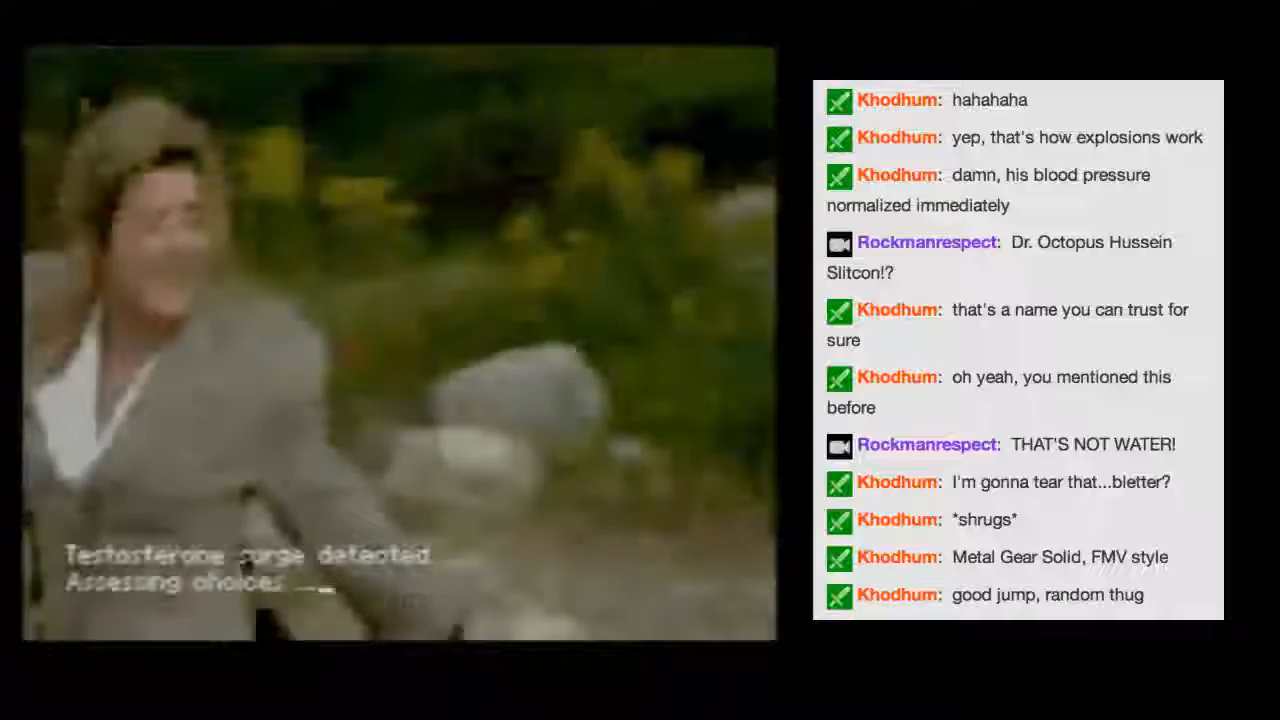 Testosterone surge detected
Assessing choices ..._
Khodhum: hahahaha
Khodhum: yep, that's how explosions work
Khodhum: damn, his blood pressure
normalized immediately
Rockmanrespect: Dr. Octopus Hussein
Slitcon!?
Khodhum: that's a name you can trust for
sure
Khodhum: oh yeah, you mentioned this
before
Rockmanrespect: THAT'S NOT WATER!
Khodhum: I'm gonna tear that...bletter?
Khodhum: *shrugs*
Khodhum: Metal Gear Solid, FMV style
Khodhum: good jump, random thug